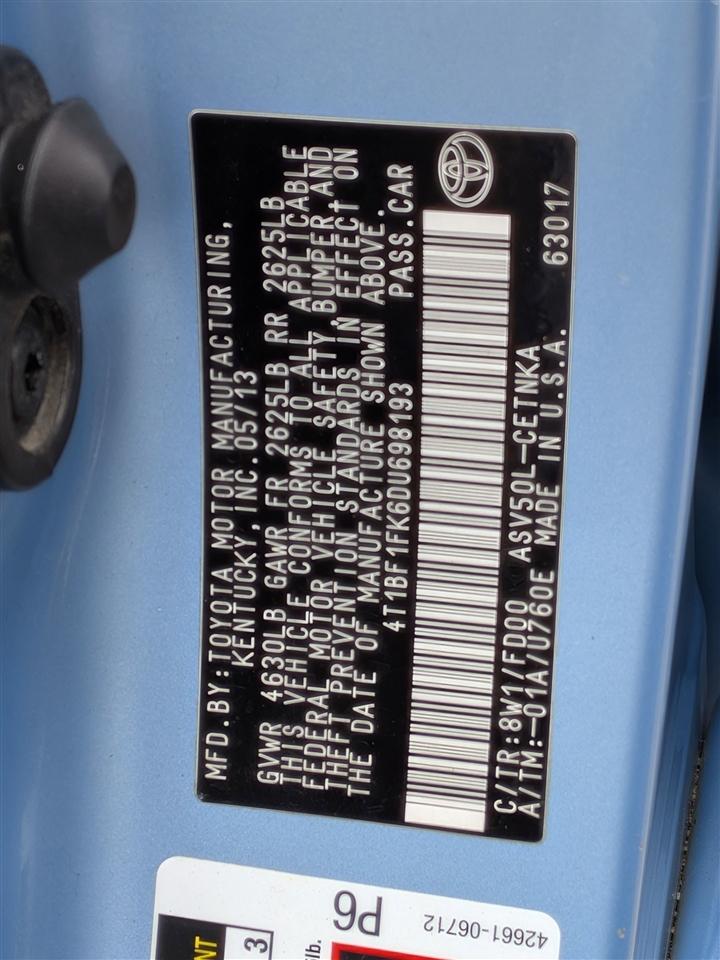 MFD.BY:TOYOTA MOTOR MANUFACTURING,
KENTUCKY, INC. 05/13
GVWR 4630LB GAWR FR 2625LB RR 2625LB
THIS VEHICLE CONFORMS TO ALL APPLICABLE
FEDERAL MOTOR VEHICLE SAFETY, BUMPER AND
THEFT PREVENTION STANDARDS IN EFFECT ON
THE DATE OF MANUFACTURE SHOWN ABOVE.
4T1BF1FK6DU698193 PASS.CAR
C/TR:8W1/FD00 ASV50L-CETNKA
A/TM:-01A/U760E MADE IN U.S.A. 63017
P6
42661-06712
3
lb.